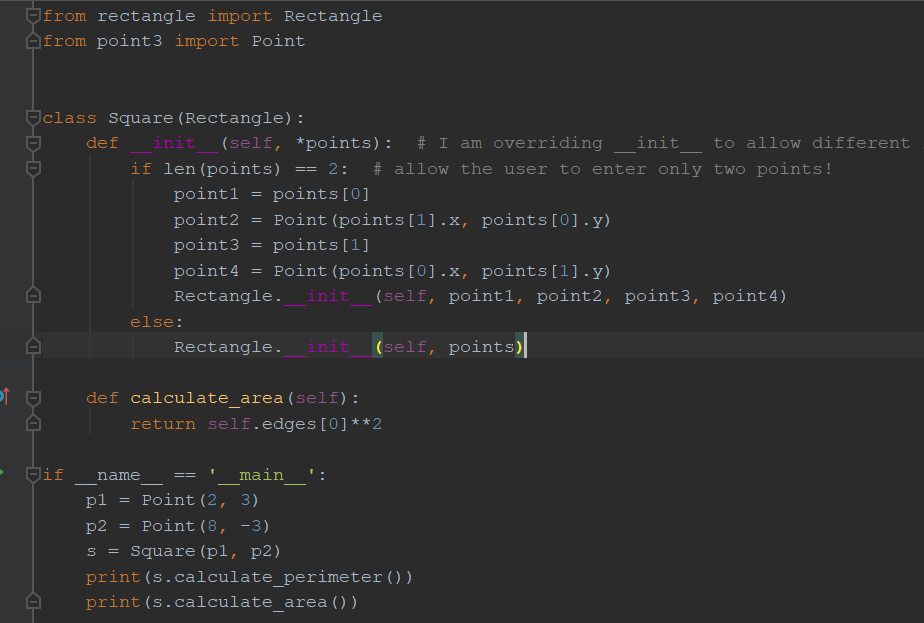 from rectangle import Rectangle
from point3 import Point
class Square(Rectangle):
    def __init__(self, *points):  # I am overriding __init__ to allow different
        if len(points) == 2:  # allow the user to enter only two points!
            point1 = points[0]
            point2 = Point(points[1].x, points[0].y)
            point3 = points[1]
            point4 = Point(points[0].x, points[1].y)
            Rectangle.__init__(self, point1, point2, point3, point4)
        else:
            Rectangle.__init__(self, points)
    def calculate_area(self):
        return self.edges[0]**2
if __name__ == '__main__':
    p1 = Point(2, 3)
    p2 = Point(8, -3)
    s = Square(p1, p2)
    print(s.calculate_perimeter())
    print(s.calculate_area())